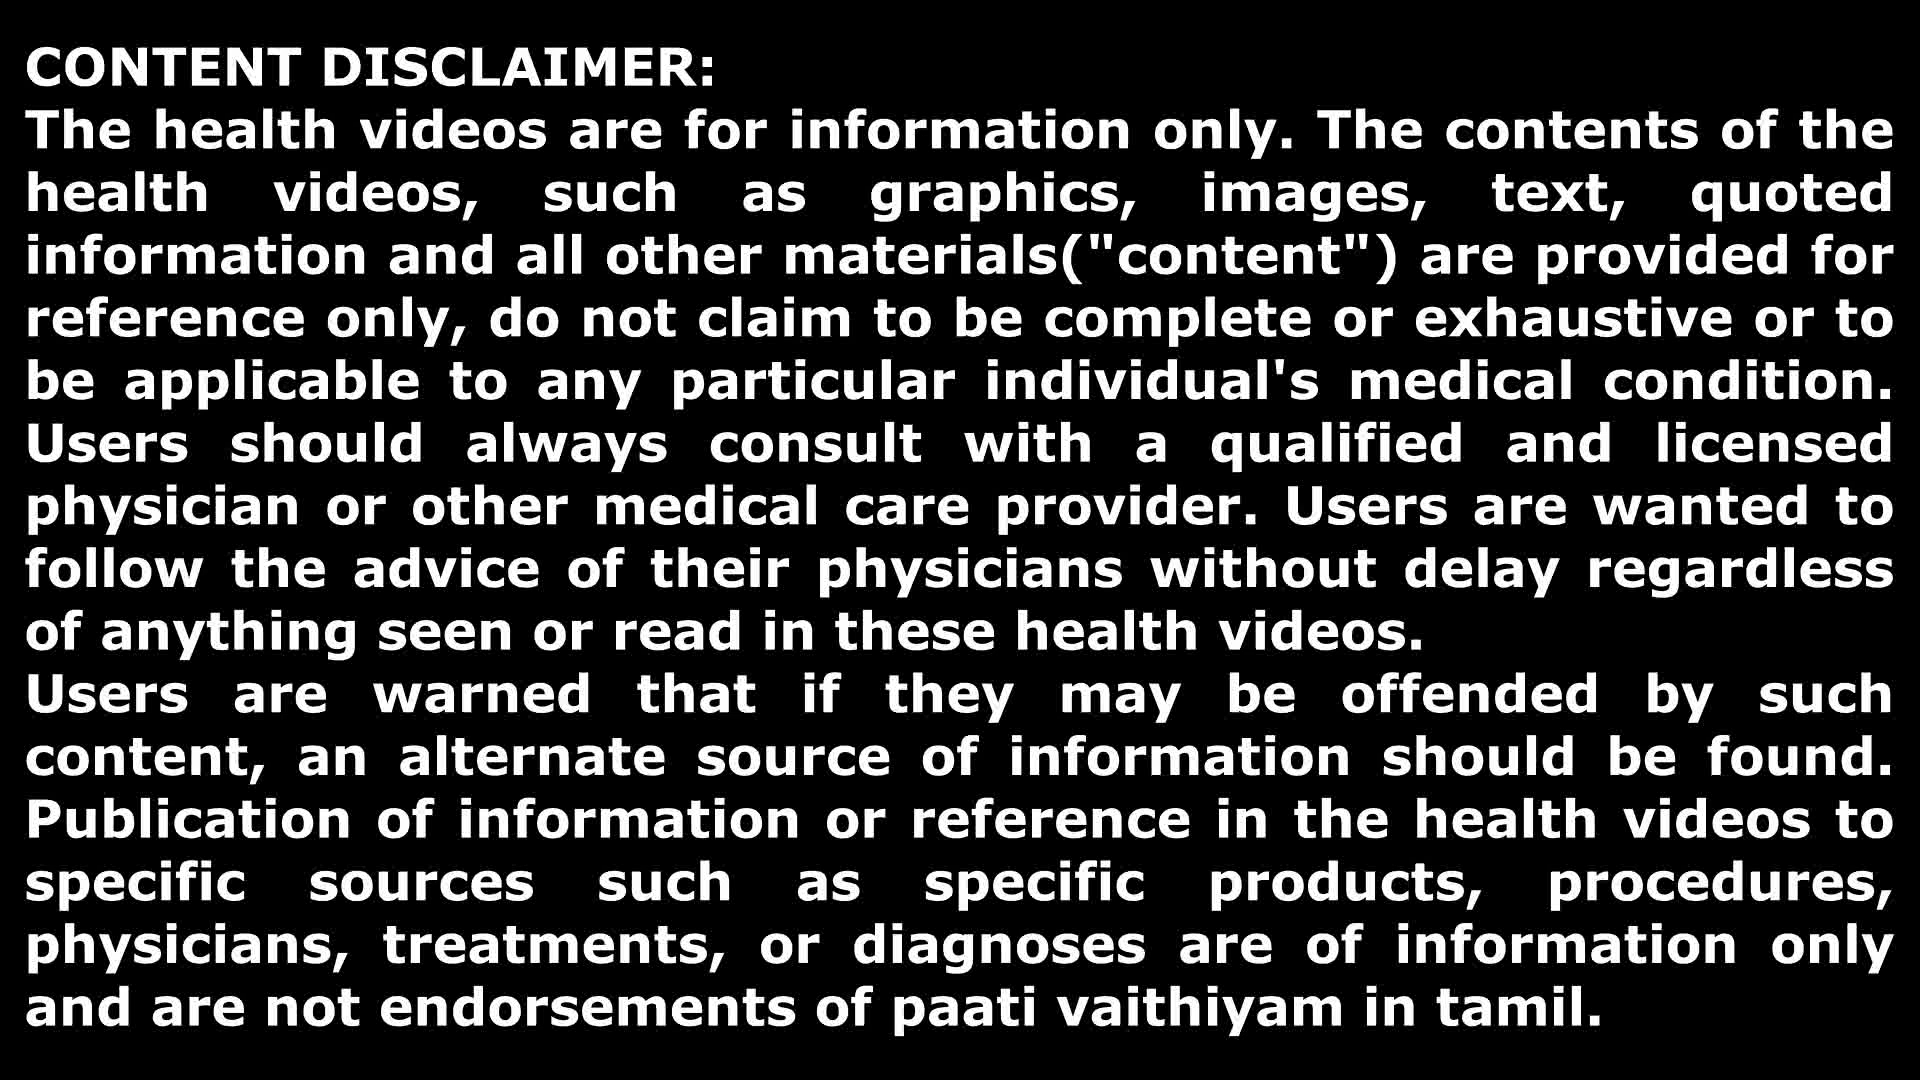 CONTENT DISCLAIMER:
The health videos are for information only. The contents of the
health videos, such as graphics, images, text, quoted
information and all other materials("content") are provided for
reference only, do not claim to be complete or exhaustive or to
be applicable to any particular individual's medical condition.
Users should always consult with a qualified and licensed
physician or other medical care provider. Users are wanted to
follow the advice of their physicians without delay regardless
of anything seen or read in these health videos.
Users are warned that if they may be offended by such
content, an alternate source of information should be found.
Publication of information or reference in the health videos to
specific sources such as specific products, procedures,
physicians, treatments, or diagnoses are of information only
and are not endorsements of paati vaithiyam in tamil.